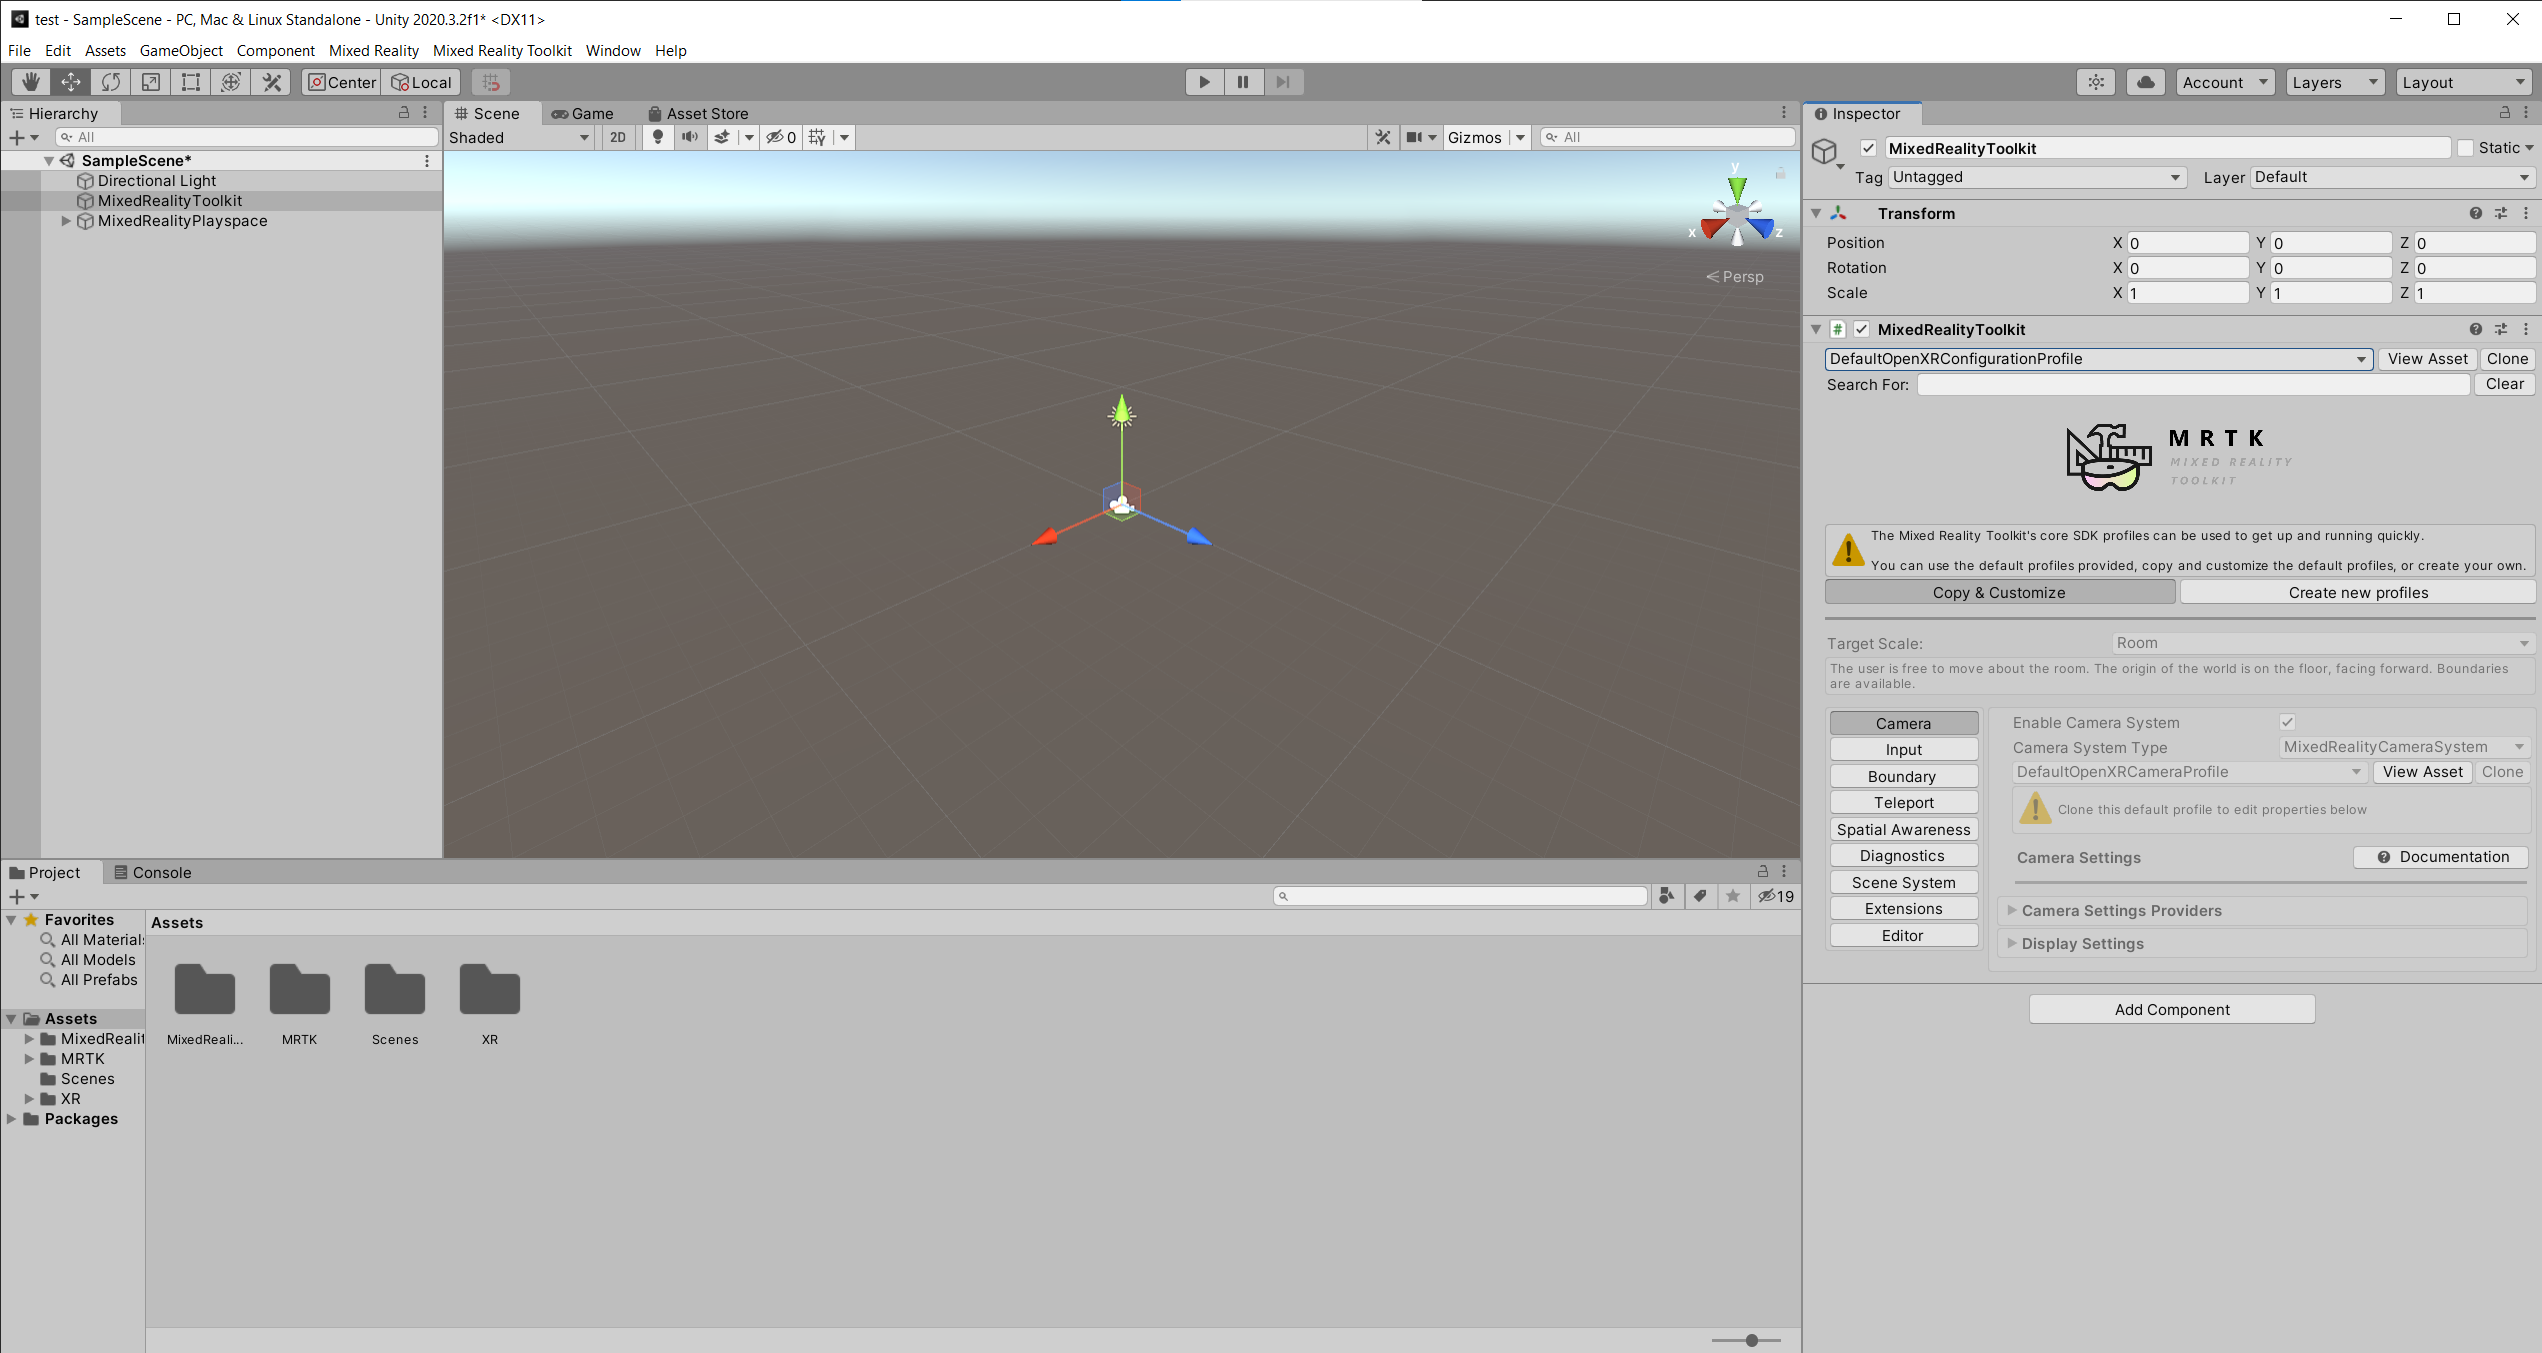 test - SampleScene - PC, Mac & Linux Standalone - Unity 2020.3.2f1* <DX11>
File Edit Assets GameObject Component Mixed Reality Mixed Reality Toolkit Window Help
Center Local Account Layers Layout
Hierarchy
All
SampleScene*
Directional Light
MixedRealityToolkit
MixedRealityPlayspace
Scene Game Asset Store
Shaded 2D 0 Gizmos All
y
x z
Persp
Inspector
MixedRealityToolkit Static
Tag Untagged Layer Default
Transform
Position X 0 Y 0 Z 0
Rotation X 0 Y 0 Z 0
Scale X 1 Y 1 Z 1
# MixedRealityToolkit
DefaultOpenXRConfigurationProfile View Asset Clone
Search For: Clear
MRTK
MIXED REALITY
TOOLKIT
The Mixed Reality Toolkit's core SDK profiles can be used to get up and running quickly.
You can use the default profiles provided, copy and customize the default profiles, or create your own.
Copy & Customize Create new profiles
Target Scale: Room
The user is free to move about the room. The origin of the world is on the floor, facing forward. Boundaries
are available.
Camera
Input
Boundary
Teleport
Spatial Awareness
Diagnostics
Scene System
Extensions
Editor
Enable Camera System
Camera System Type MixedRealityCameraSystem
DefaultOpenXRCameraProfile View Asset Clone
Clone this default profile to edit properties below
Camera Settings Documentation
Camera Settings Providers
Display Settings
Add Component
Project Console
19
Favorites
All Materials
All Models
All Prefabs
Assets
MixedRealit
MRTK
Scenes
XR
Packages
Assets
MixedReali... MRTK Scenes XR